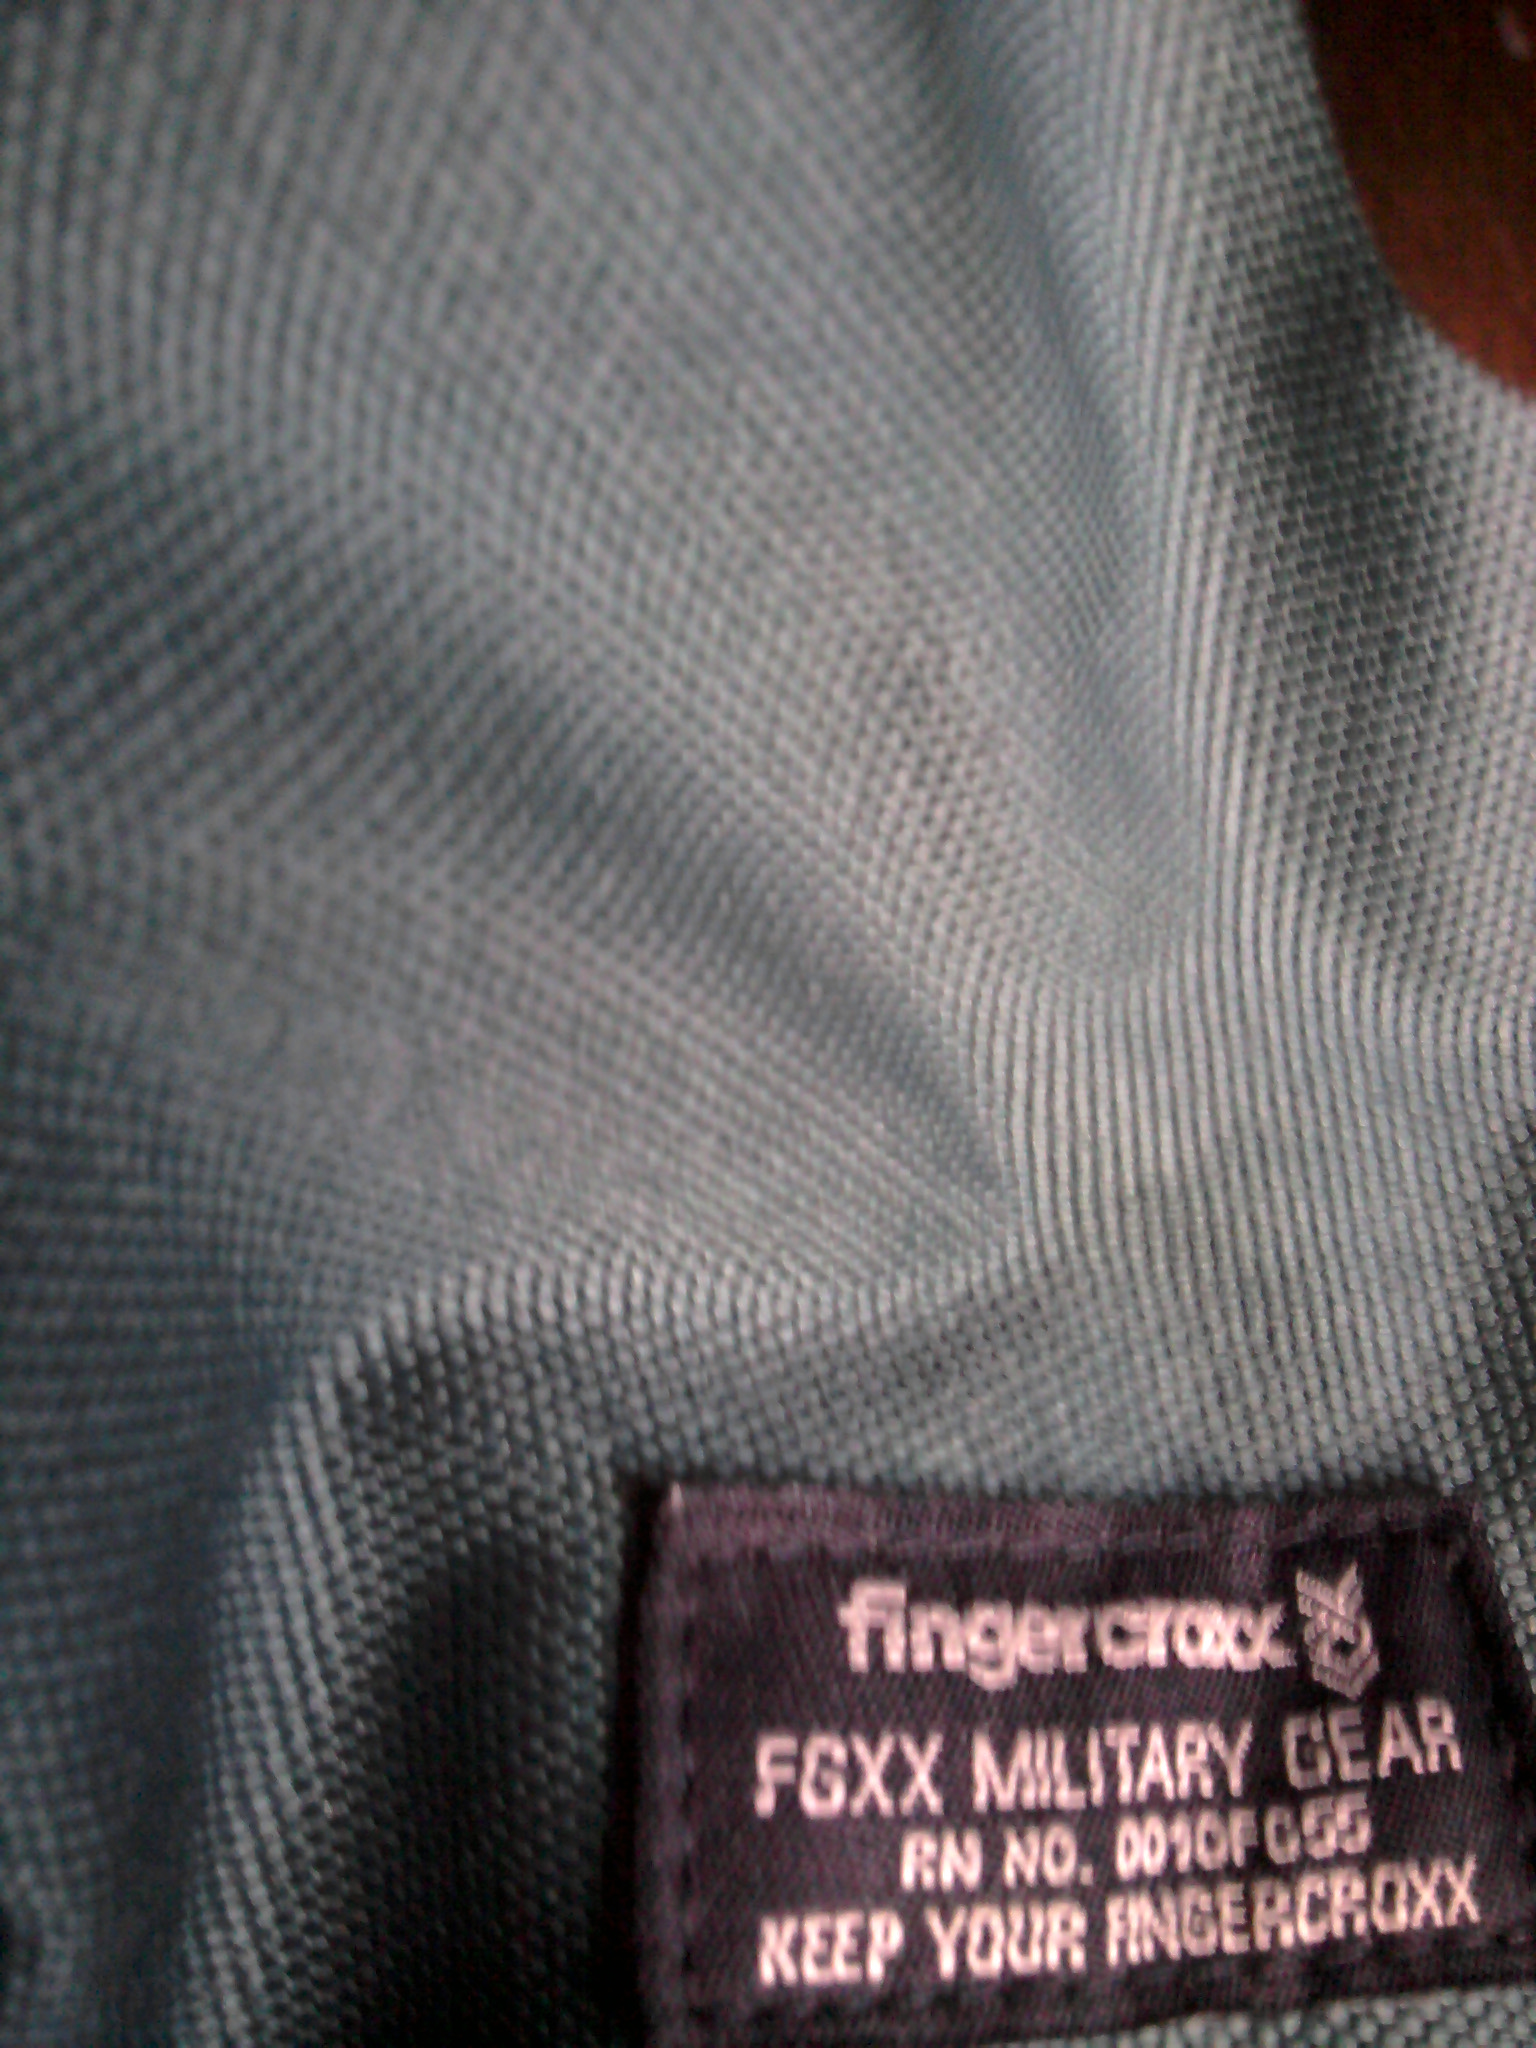 fingercroxx
FGXX MILITARY GEAR
RN NO. 0010FG55
KEEP YOUR FINGERCROXX